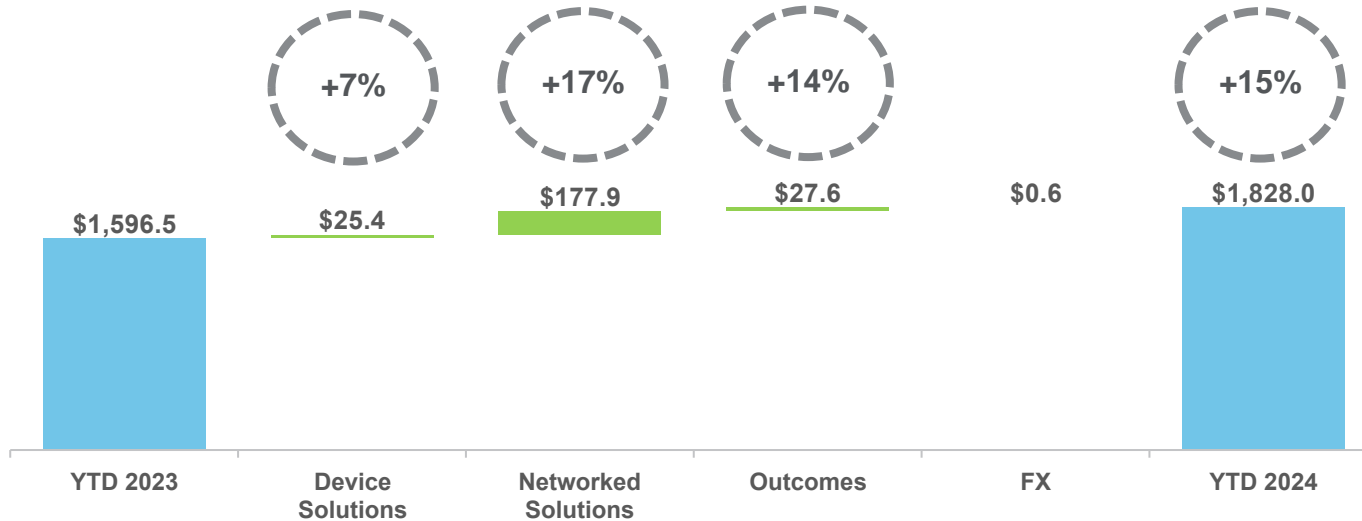 +7%
+17%
+14%
+15%
$1,596.5
$25.4
$177.9
$27.6
$0.6
$1,828.0
YTD 2023
Device
Solutions
Networked
Solutions
Outcomes
FX
YTD 2024